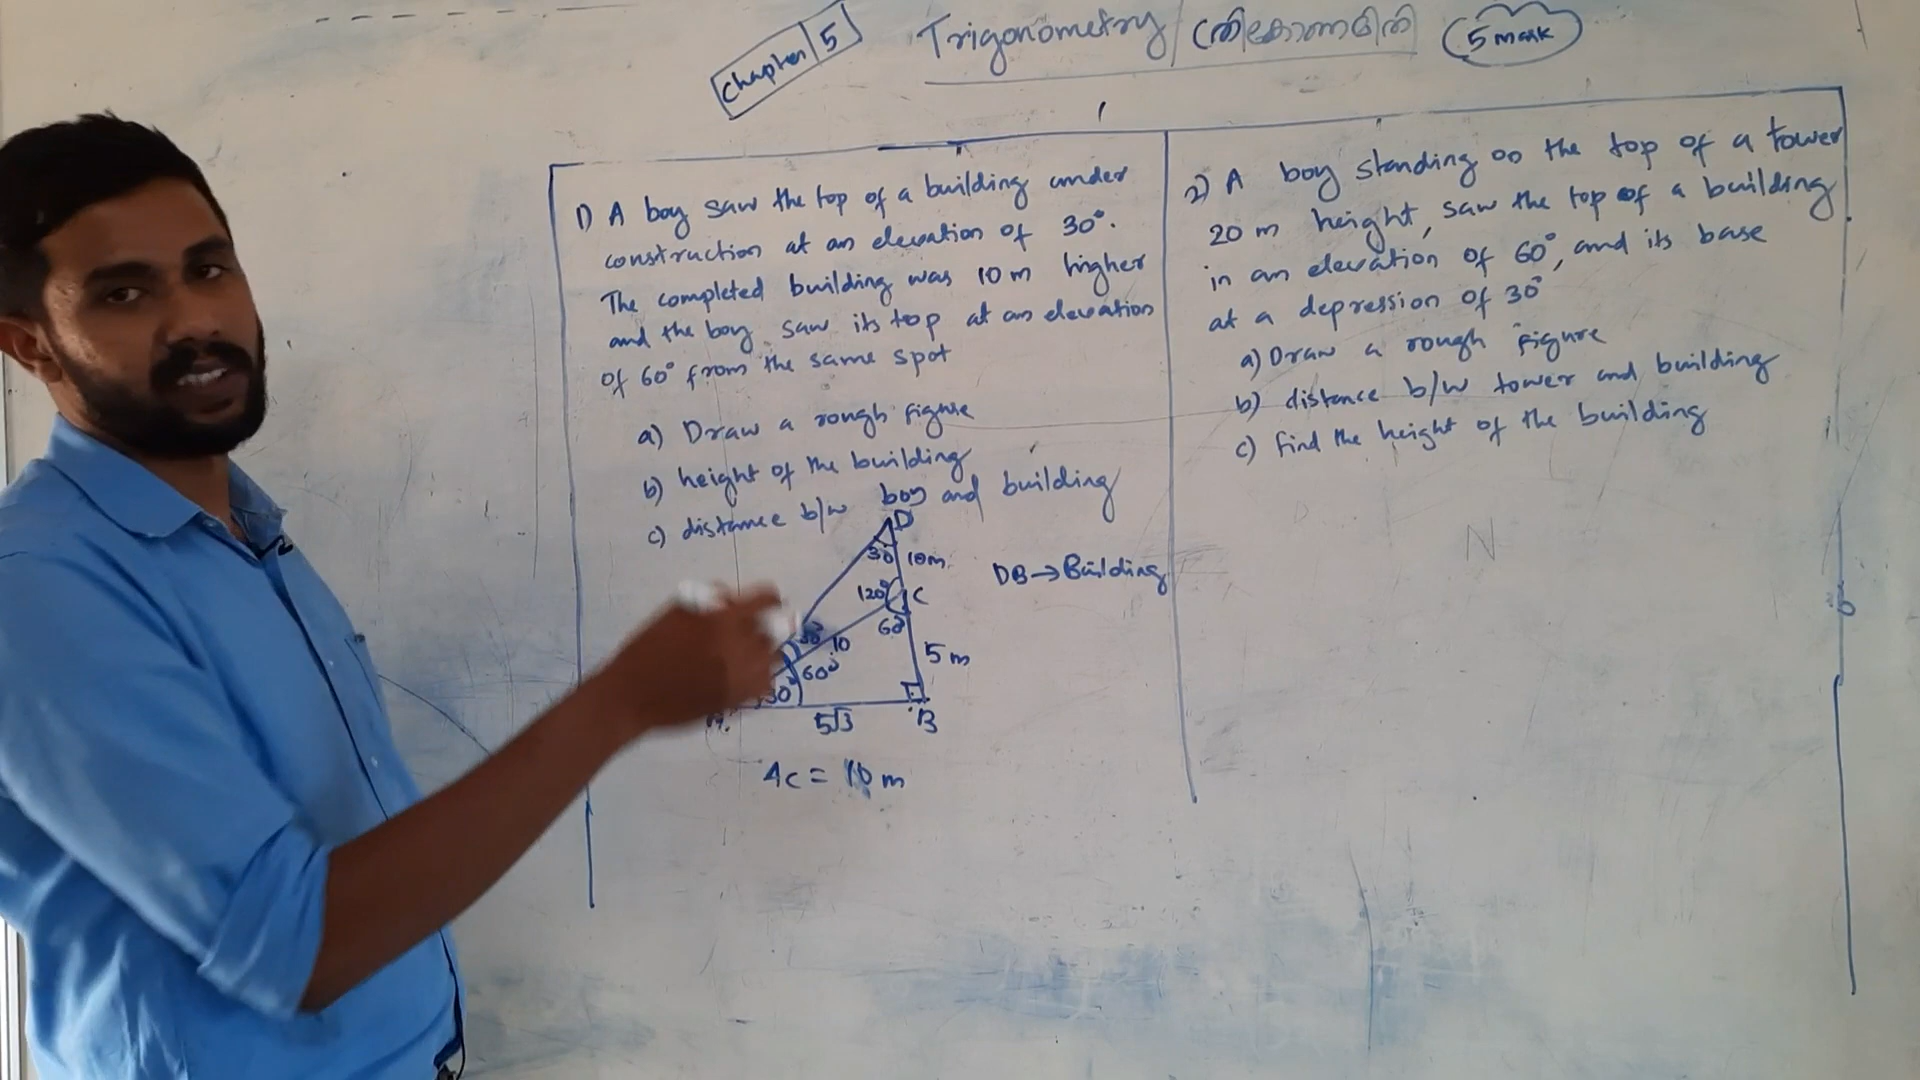 Chapter 5
Trigonometry / ത്രികോണമിതി
5 mark
1) A boy saw the top of a building under
construction at an elevation of 30°.
The completed building was 10 m higher
and the boy saw its top at an elevation
of 60° from the same spot
a) Draw a rough figure
b) height of the building
c) distance b/w boy and building
D
30
10m
120°
C
60°
10
60°
30°
5 m
5√3
B
DB→Building
AC = 10 m
2) A boy standing on the top of a tower
20 m height, saw the top of a building
in an elevation of 60°, and its base
at a depression of 30°
a) Draw a rough figure
b) distance b/w tower and building
c) find the height of the building
N